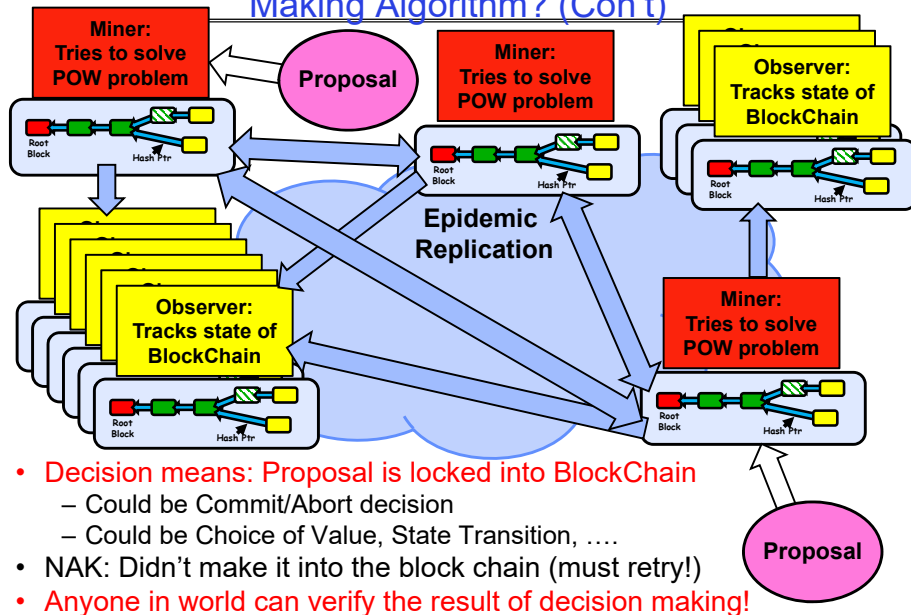 Making Algorithm? (Con't)
Miner:
Tries to solve
POW problem
Proposal
Miner:
Tries to solve
POW problem
Observer:
Tracks state of
BlockChain
Root
Block
Hash Ptr
Root
Block
Hash Ptr
Root
Block
Hash Ptr
Epidemic
Replication
Observer:
Tracks state of
BlockChain
Miner:
Tries to solve
POW problem
Root
Block
Hash Ptr
Root
Block
Hash Ptr
• Decision means: Proposal is locked into BlockChain
– Could be Commit/Abort decision
– Could be Choice of Value, State Transition, ….
• NAK: Didn't make it into the block chain (must retry!)
• Anyone in world can verify the result of decision making!
Proposal